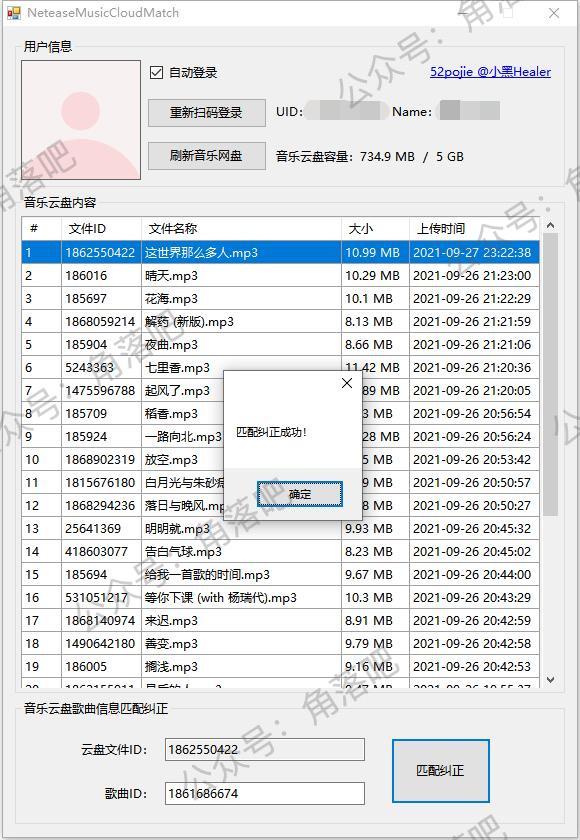 NeteaseMusicCloudMatch
用户信息
自动登录
52pojie @小黑Healer
重新扫码登录
UID:
Name:
刷新音乐网盘
音乐云盘容量: 734.9 MB / 5 GB
音乐云盘内容
# 文件ID 文件名称 大小 上传时间
1 1862550422 这世界那么多人.mp3 10.99 MB 2021-09-27 23:22:38
2 186016 晴天.mp3 10.29 MB 2021-09-26 21:23:00
3 185697 花海.mp3 10.1 MB 2021-09-26 21:22:29
4 1868059214 解药 (新版).mp3 8.13 MB 2021-09-26 21:21:59
5 185904 夜曲.mp3 8.66 MB 2021-09-26 21:21:06
6 5243363 七里香.mp3 11.42 MB 2021-09-26 21:20:36
7 1475596788 起风了.mp3 89 MB 2021-09-26 21:20:05
8 185709 稻香.mp3 3 MB 2021-09-26 20:56:54
9 185924 一路向北.mp3 28 MB 2021-09-26 20:56:24
10 1868902319 放空.mp3 5 MB 2021-09-26 20:53:42
11 1815676180 白月光与朱砂 MB 2021-09-26 20:50:57
12 1868294236 落日与晚风.mp 8 MB 2021-09-26 20:50:27
13 25641369 明明就.mp3 9.93 MB 2021-09-26 20:45:32
14 418603077 告白气球.mp3 8.23 MB 2021-09-26 20:45:02
15 185694 给我一首歌的时间.mp3 9.67 MB 2021-09-26 20:44:00
16 531051217 等你下课 (with 杨瑞代).mp3 10.3 MB 2021-09-26 20:43:29
17 1868140974 来迟.mp3 8.91 MB 2021-09-26 20:42:59
18 1490642180 善变.mp3 9.79 MB 2021-09-26 20:42:58
19 186005 搁浅.mp3 9.16 MB 2021-09-26 20:42:53
匹配纠正成功!
确定
音乐云盘歌曲信息匹配纠正
云盘文件ID: 1862550422
歌曲ID: 1861686674
匹配纠正
公众号: 角落吧